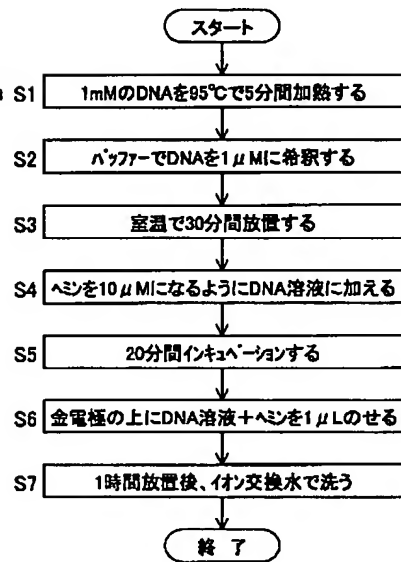 スタート
S1 1mMのDNAを95℃で5分間加熱する
S2 バッファーでDNAを1μMに希釈する
S3 室温で30分間放置する
S4 ヘミンを10μMになるようにDNA溶液に加える
S5 20分間インキュベーションする
S6 金電極の上にDNA溶液+ヘミンを1μLのせる
S7 1時間放置後、イオン交換水で洗う
終了